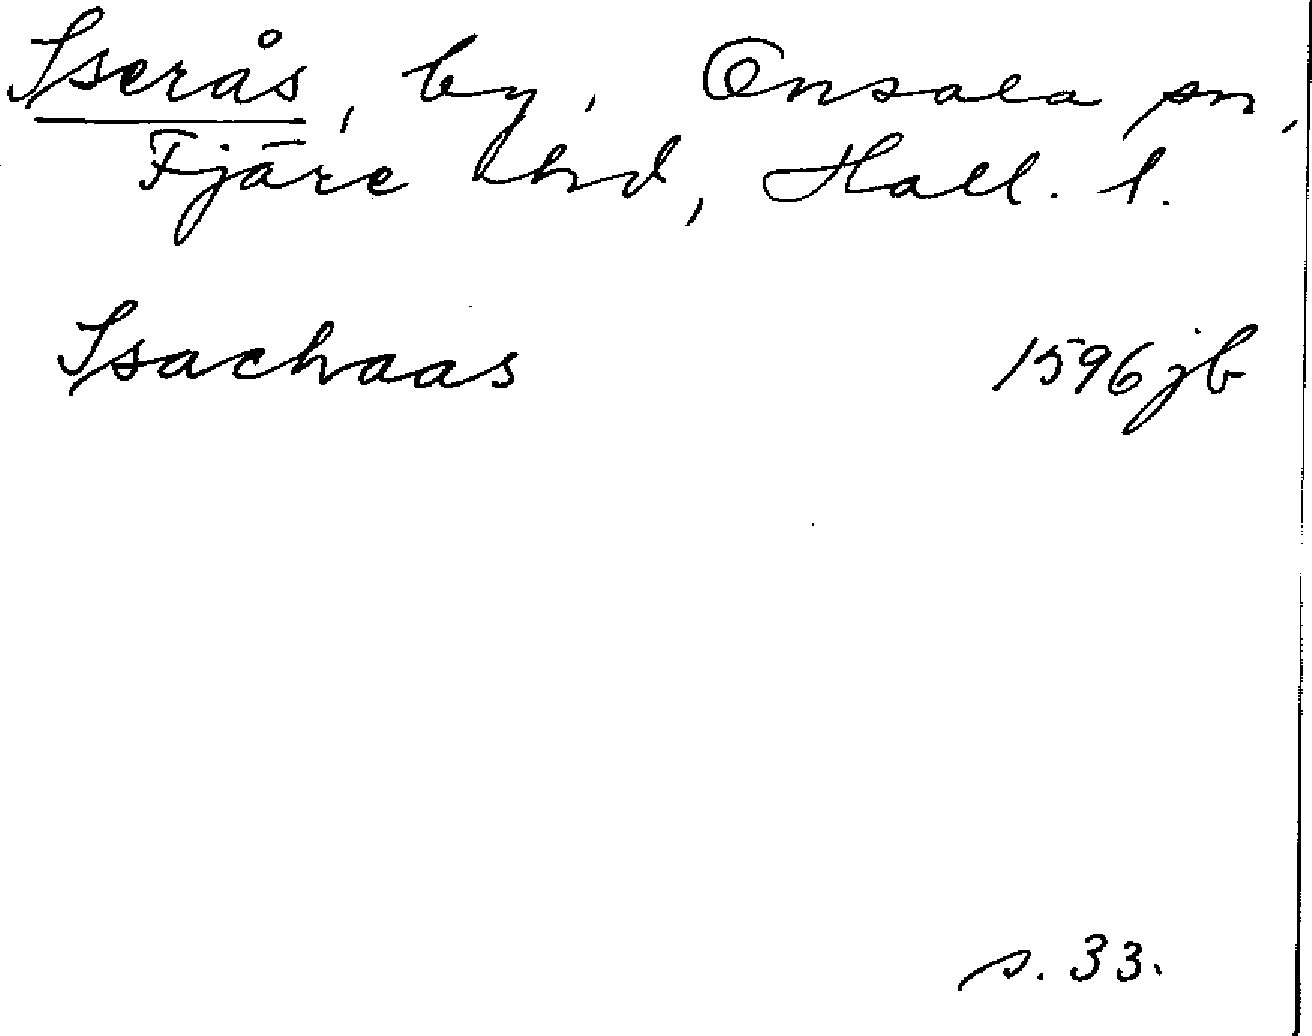 Iserås, by, Onsala sn,
Fjäre hd, Hall. l.
Isachaas 1596 jb
s. 33.